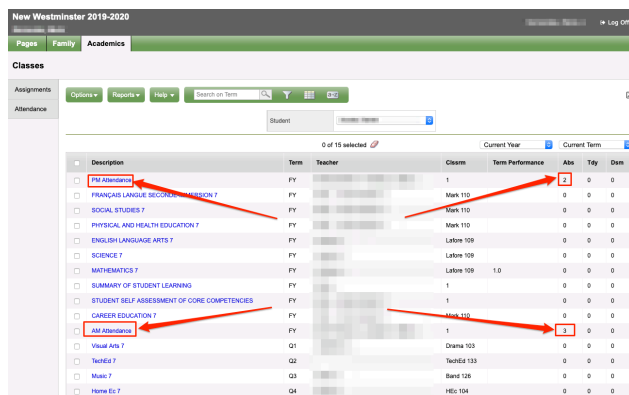 New Westminster 2019-2020
Log Off
Pages Family Academics
Classes
Assignments
Attendance
Options Reports Help Search on Term
Student
0 of 15 selected Current Year Current Term
Description Term Teacher Clssrm Term Performance Abs Tdy Dsm
PM Attendance FY 1 2 0 0
FRANÇAIS LANGUE SECONDE-IMMERSION 7 FY Mark 110 0 0 0
SOCIAL STUDIES 7 FY Mark 110 0 0 0
PHYSICAL AND HEALTH EDUCATION 7 FY Mark 110 0 0 0
ENGLISH LANGUAGE ARTS 7 FY Lafore 109 0 0 0
SCIENCE 7 FY Lafore 109 0 0 0
MATHEMATICS 7 FY Lafore 109 1.0 0 0 0
SUMMARY OF STUDENT LEARNING FY 1 0 0 0
STUDENT SELF ASSESSMENT OF CORE COMPETENCIES FY 1 0 0 0
CAREER EDUCATION 7 FY Mark 110 0 0 0
AM Attendance FY 1 3 0 0
Visual Arts 7 Q1 Drama 103 0 0 0
TechEd 7 Q2 TechEd 133 0 0 0
Music 7 Q3 Band 126 0 0 0
Home Ec 7 Q4 HEc 104 0 0 0